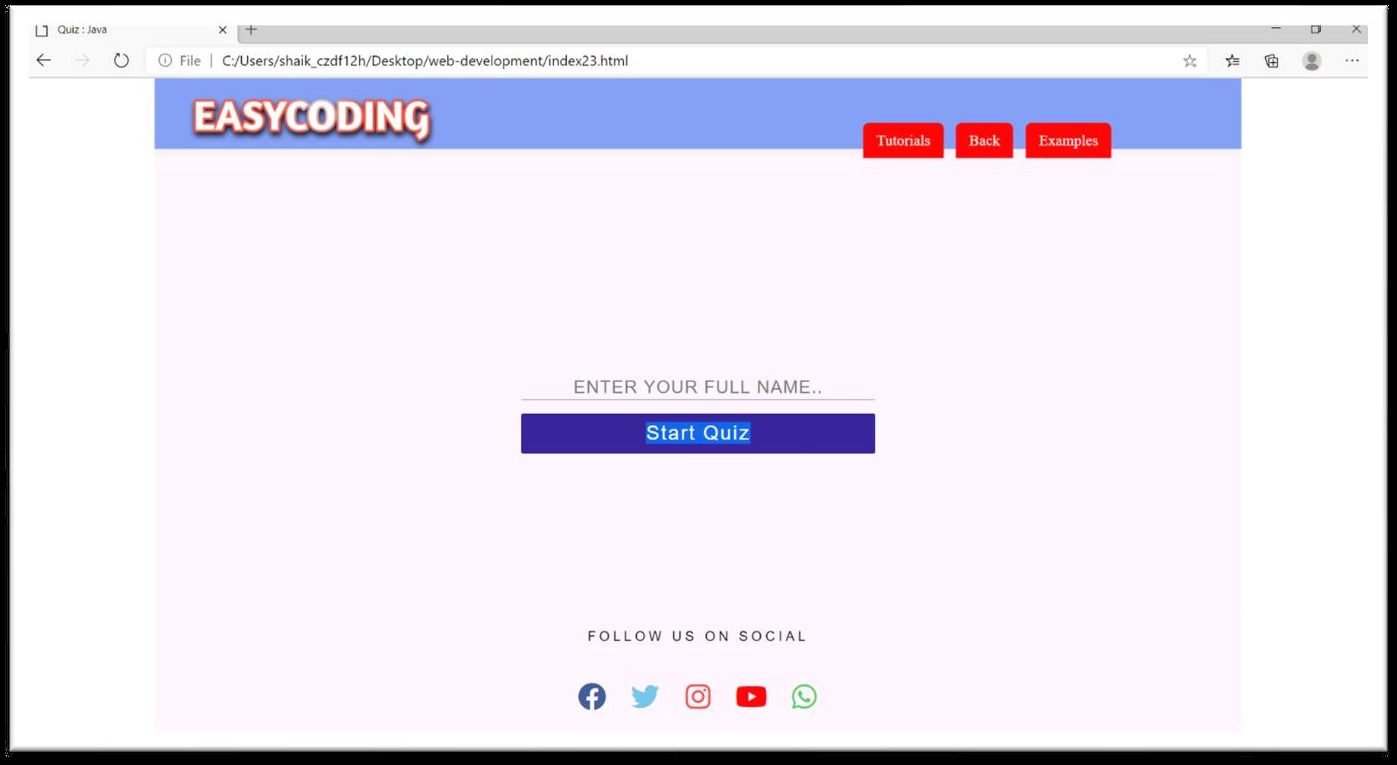 Quiz : Java
File | C:/Users/shaik_czdf12h/Desktop/web-development/index23.html
EASYCODING
Tutorials Back Examples
ENTER YOUR FULL NAME..
Start Quiz
FOLLOW US ON SOCIAL